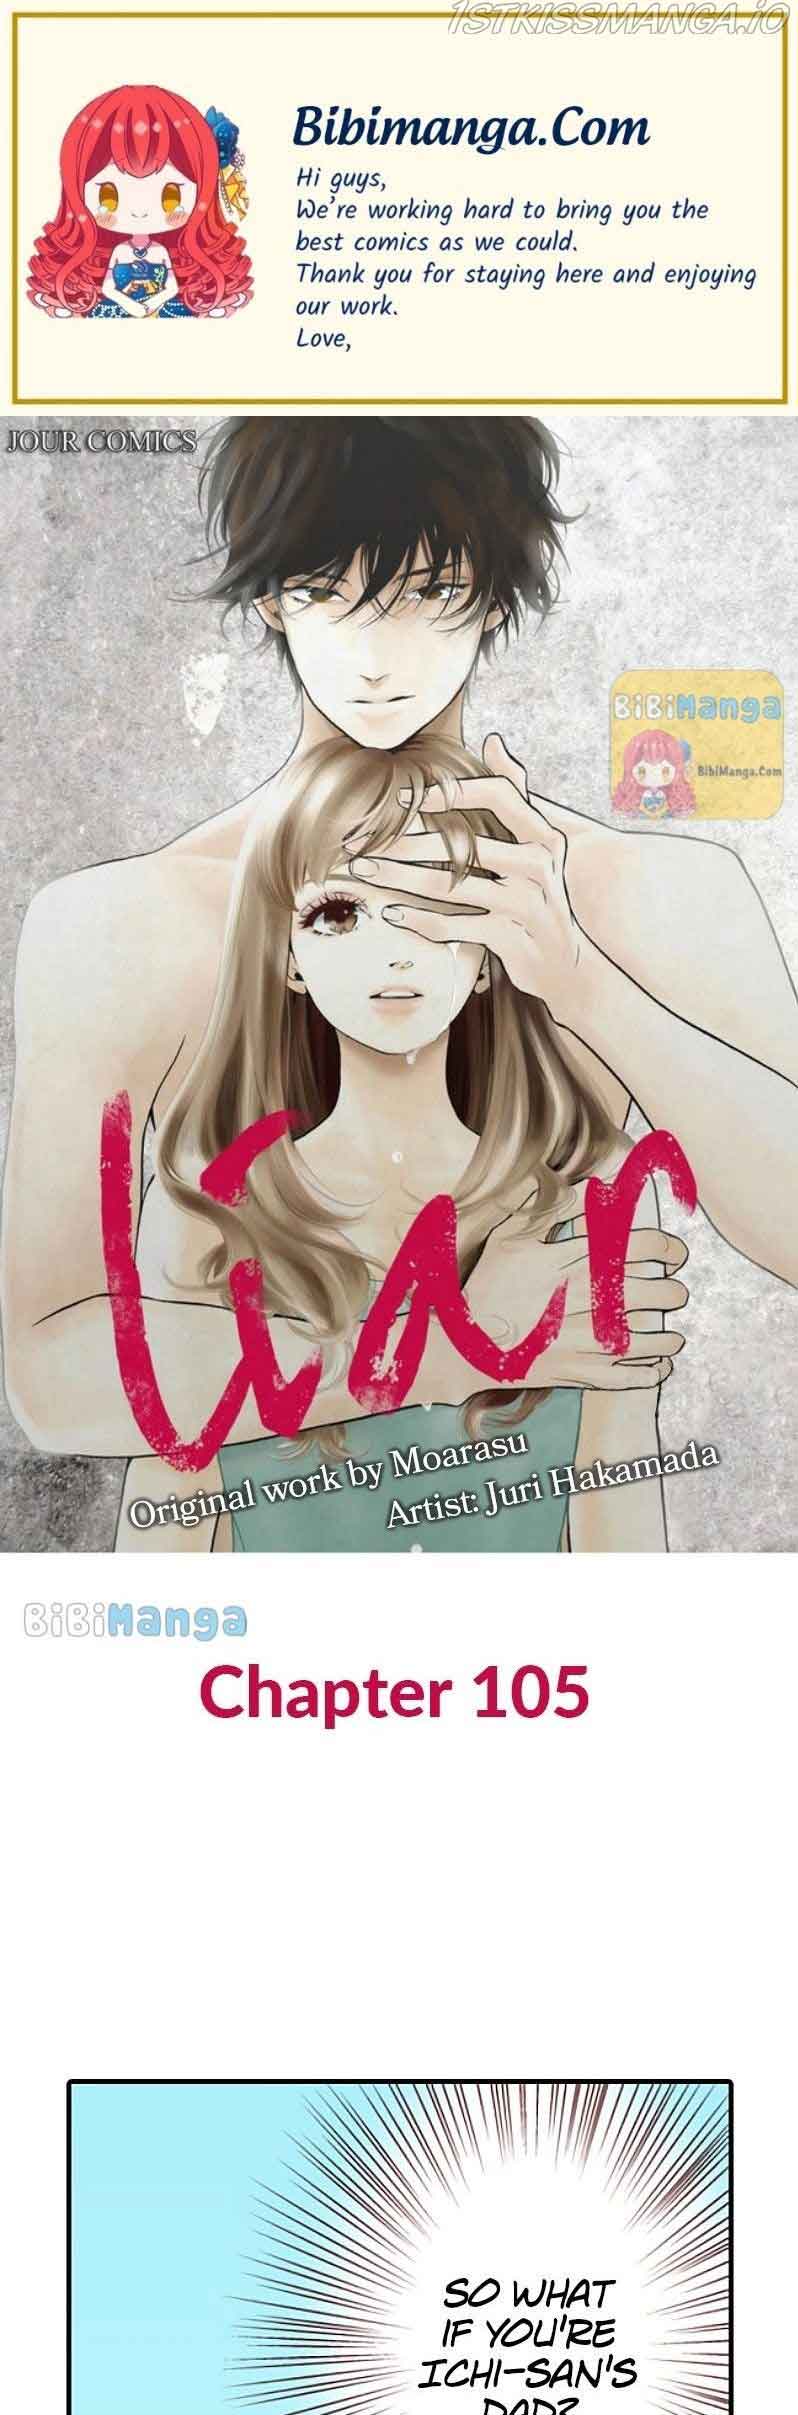 1STKISSMANGA.iO
Bibimanga.Com
Hi guys,
We're working hard to bring you the
best comics as we could.
Thank you for staying here and enjoying
our work.
Love,
JOUR COMICS
BiBiManga
BibiManga.Com
liar
Original work by Moarasu
Artist: Juri Hakamada
BiBiManga
Chapter 105
SO WHAT
IF YOU'RE
ICHI-SAN'S
DAD?